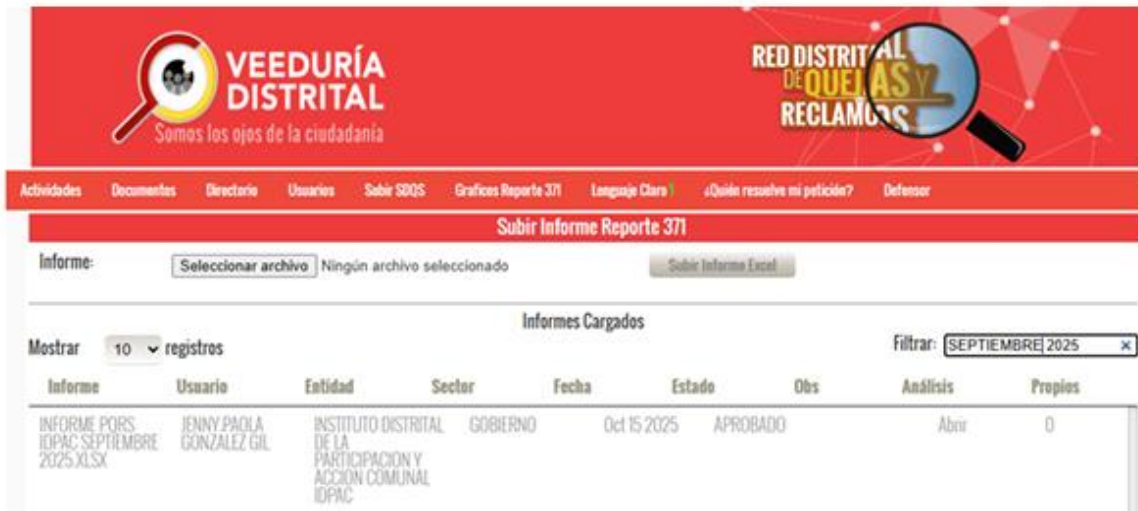 VEEDURÍA
DISTRITAL
Somos los ojos de la ciudadanía
RED DISTRITAL
DE QUEJAS Y
RECLAMOS
Actividades Documentos Directorio Usuarios Subir SDQS Graficos Reporte 371 Lenguaje Claro 1 ¿Quién resuelve mi petición? Defensor
Subir Informe Reporte 371
Informe: Seleccionar archivo Ningún archivo seleccionado Subir Informe Excel
Informes Cargados
Mostrar 10 registros Filtrar: SEPTIEMBRE 2025 ×
Informe Usuario Entidad Sector Fecha Estado Obs Análisis Propios
INFORME PQRS JENNY.PAOLA INSTITUTO DISTRITAL GOBIERNO Oct 15 2025 APROBADO Abrir 0
IDPAC SEPTIEMBRE GONZALEZ GIL DE LA
2025.XLSX PARTICIPACION Y
ACCION COMUNAL
IDPAC